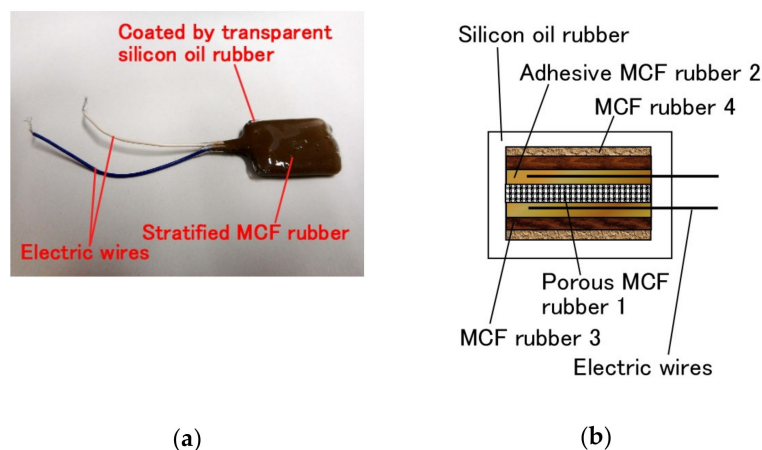 Coated by transparent
silicon oil rubber
Electric wires
Stratified MCF rubber
(a)
Silicon oil rubber
Adhesive MCF rubber 2
MCF rubber 4
Porous MCF
rubber 1
MCF rubber 3
Electric wires
(b)